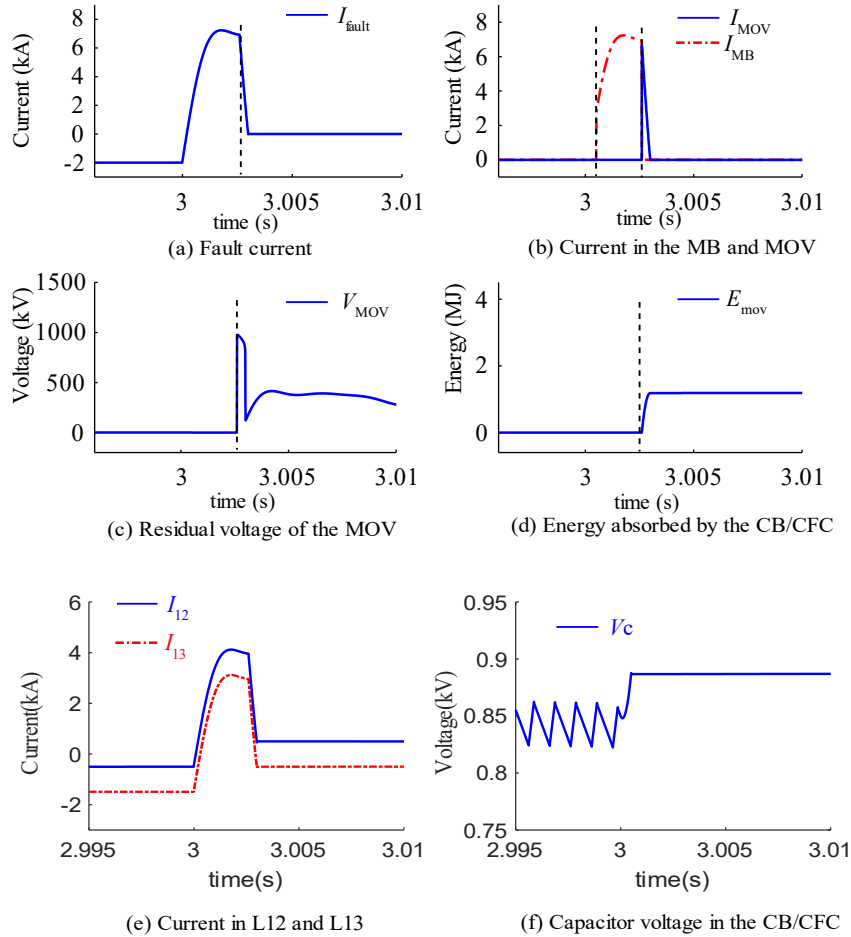 I_fault
Current (kA)
8
6
4
2
0
-2
3
3.005
3.01
time (s)
(a) Fault current
I_MOV
I_MB
Current (kA)
8
6
4
2
0
3
3.005
3.01
time (s)
(b) Current in the MB and MOV
V_MOV
Voltage (kV)
1500
1000
500
0
3
3.005
3.01
time (s)
(c) Residual voltage of the MOV
E_mov
Energy (MJ)
4
2
0
3
3.005
3.01
time (s)
(d) Energy absorbed by the CB/CFC
I_12
I_13
Current(kA)
6
4
2
0
-2
2.995
3
3.005
3.01
time(s)
(e) Current in L12 and L13
Vc
Voltage(kV)
0.95
0.9
0.85
0.8
0.75
2.995
3
3.005
3.01
time(s)
(f) Capacitor voltage in the CB/CFC